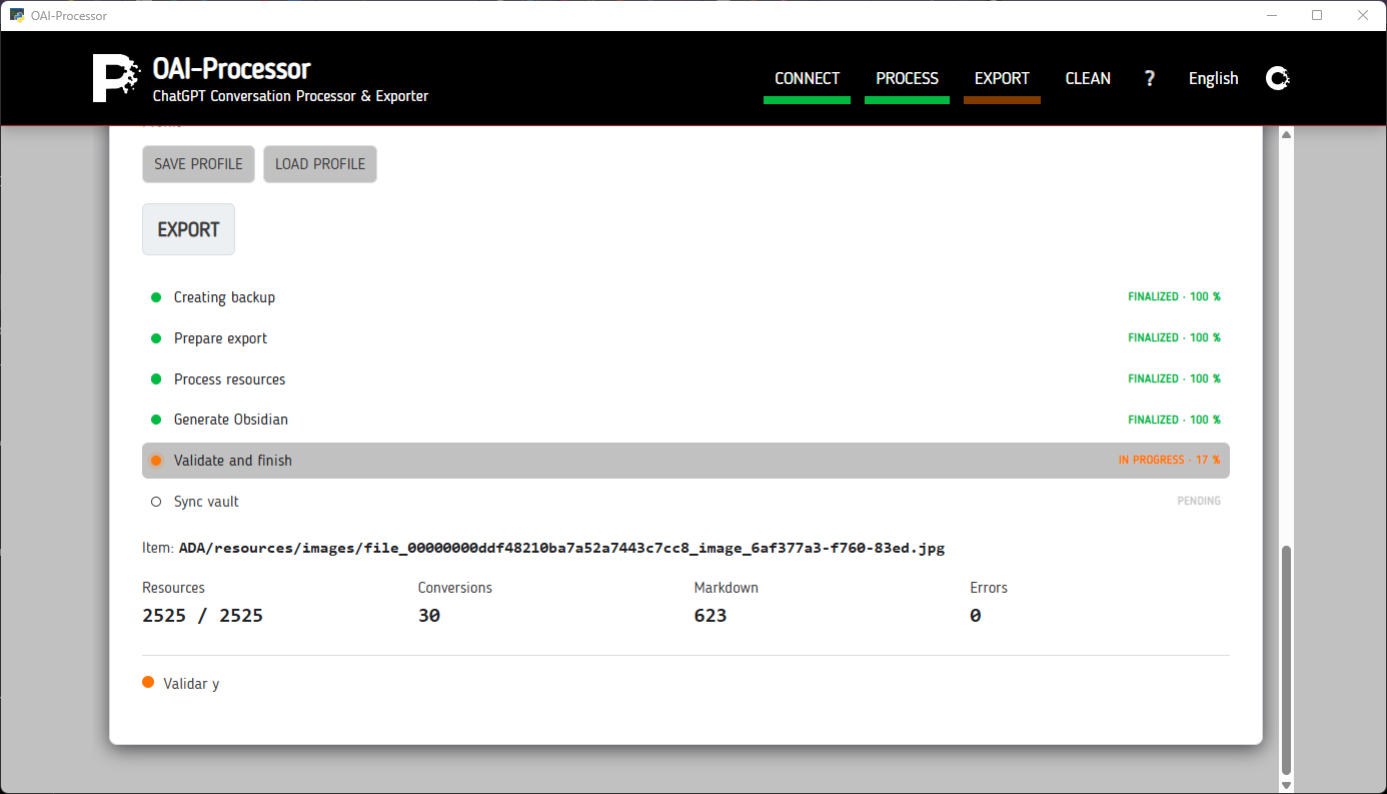 OAI-Processor
OAI-Processor
ChatGPT Conversation Processor & Exporter
CONNECT PROCESS EXPORT CLEAN ? English
SAVE PROFILE LOAD PROFILE
EXPORT
Creating backup FINALIZED · 100 %
Prepare export FINALIZED · 100 %
Process resources FINALIZED · 100 %
Generate Obsidian FINALIZED · 100 %
Validate and finish IN PROGRESS · 17 %
Sync vault PENDING
Item: ADA/resources/images/file_00000000ddf48210ba7a52a7443c7cc8_image_6af377a3-f760-83ed.jpg
Resources Conversions Markdown Errors
2525 / 2525 30 623 0
Validar y